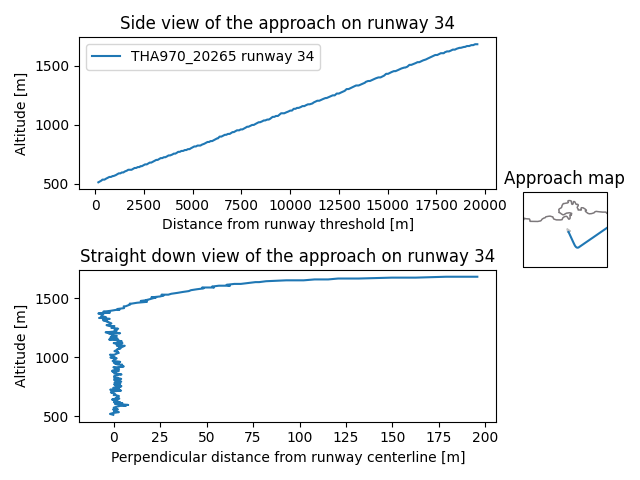 Side view of the approach on runway 34
THA970_20265 runway 34
Altitude [m]
1500
1000
500
0 2500 5000 7500 10000 12500 15000 17500 20000
Distance from runway threshold [m]
Approach map
Straight down view of the approach on runway 34
Altitude [m]
1500
1000
500
0 25 50 75 100 125 150 175 200
Perpendicular distance from runway centerline [m]